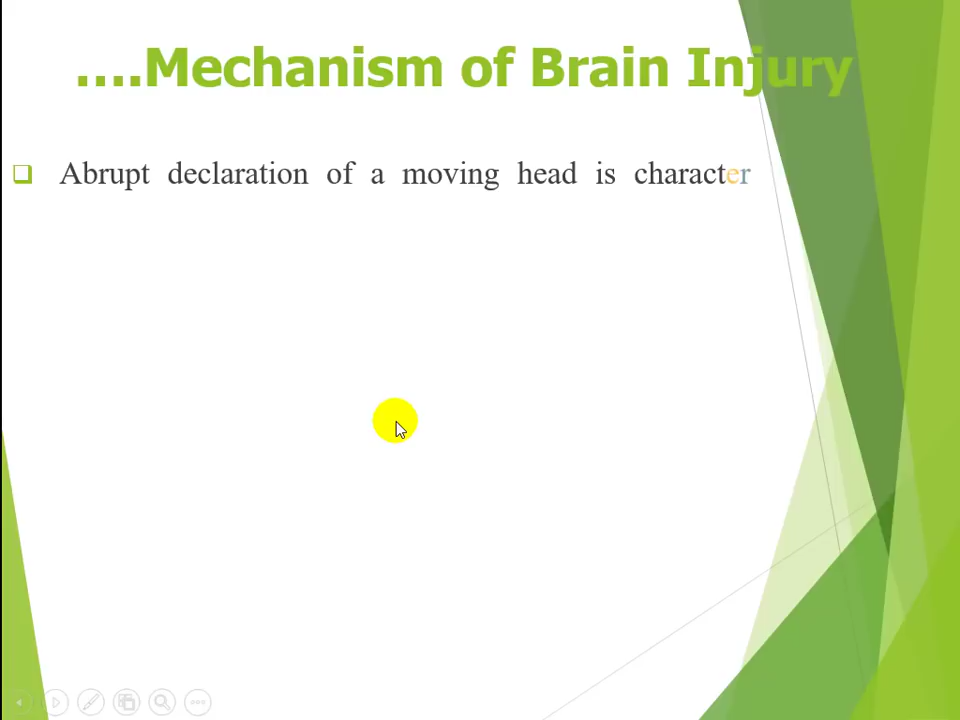 ....Mechanism of Brain Injury
Abrupt declaration of a moving head is character